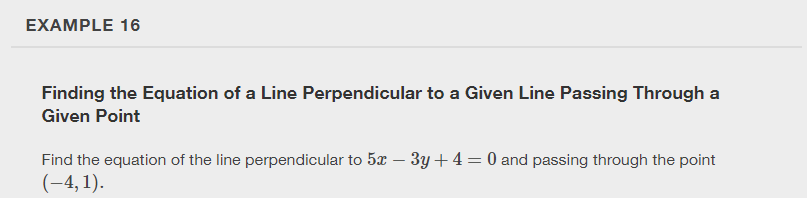 EXAMPLE 16
Finding the Equation of a Line Perpendicular to a Given Line Passing Through a
Given Point
Find the equation of the line perpendicular to 5x − 3y + 4 = 0 and passing through the point
(−4, 1).